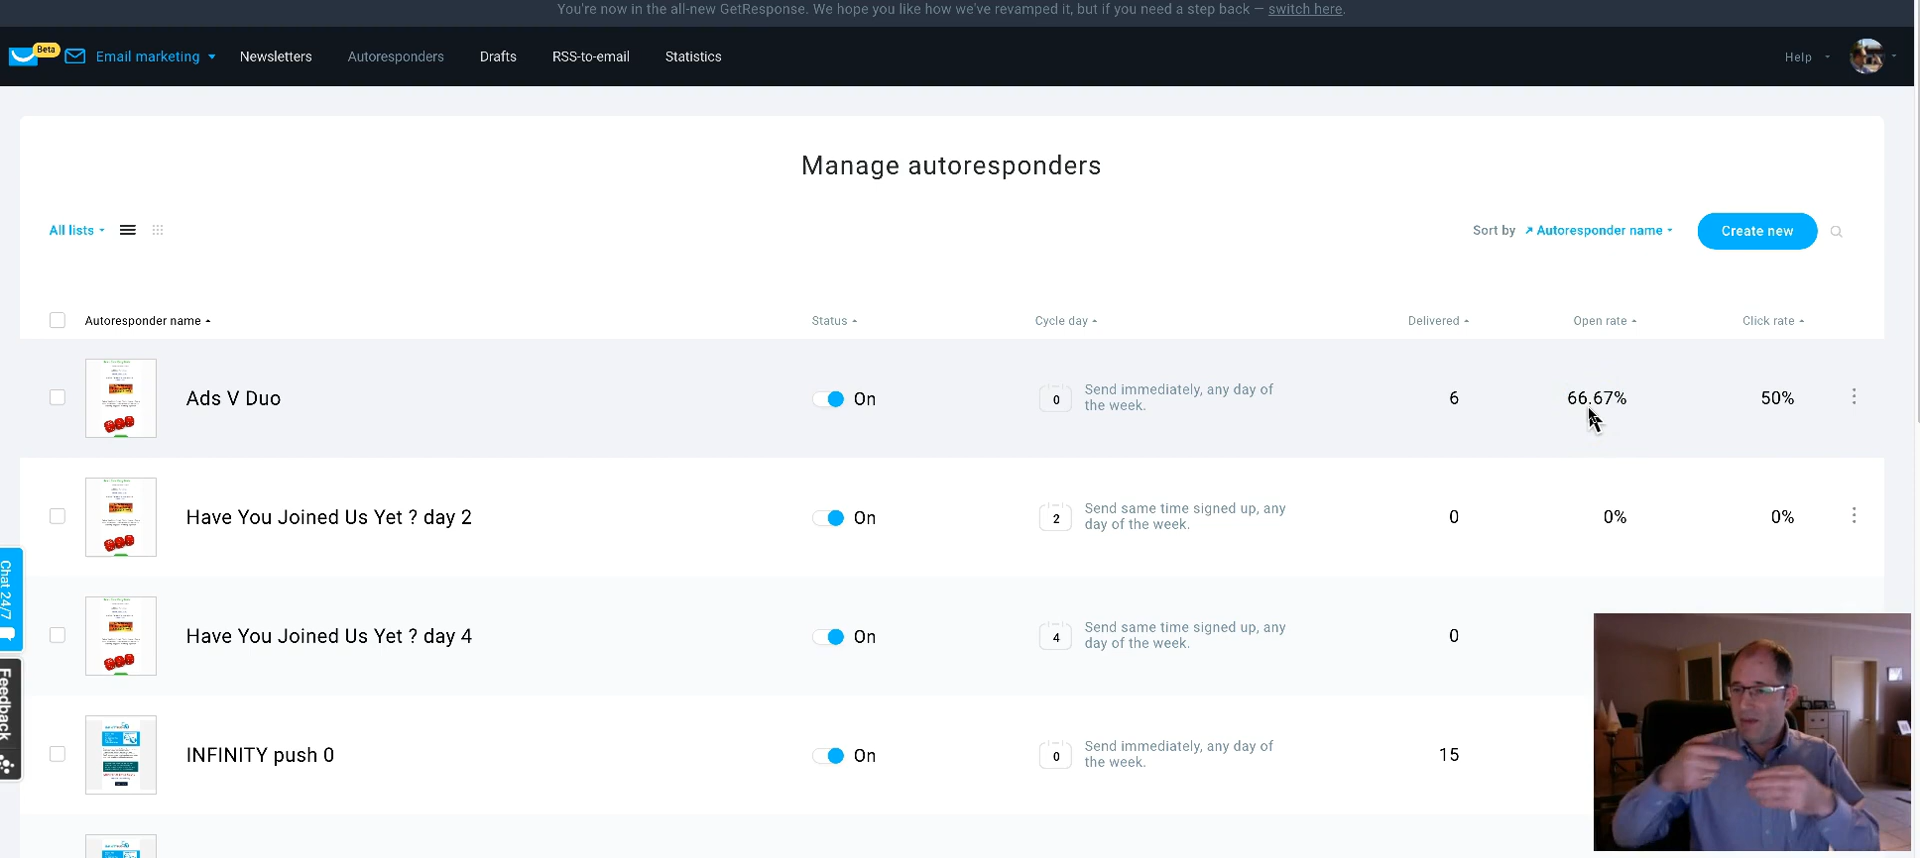 You're now in the all-new GetResponse. We hope you like how we've revamped it, but if you need a step back — switch here.
Beta
Email marketing
Newsletters
Autoresponders
Drafts
RSS-to-email
Statistics
Help
Manage autoresponders
All lists
Sort by
Autoresponder name
Create new
Autoresponder name
Status
Cycle day
Delivered
Open rate
Click rate
Ads V Duo
On
0
Send immediately, any day of
the week.
6
66.67%
50%
Have You Joined Us Yet ? day 2
On
2
Send same time signed up, any
day of the week.
0
0%
0%
Have You Joined Us Yet ? day 4
On
4
Send same time signed up, any
day of the week.
0
INFINITY push 0
On
0
Send immediately, any day of
the week.
15
Chat 24/7
Feedback